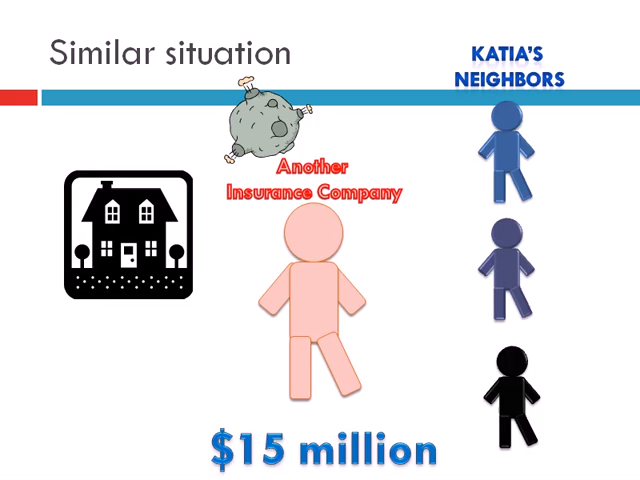 Similar situation
KATIA'S
NEIGHBORS
Another
Insurance Company
$15 million